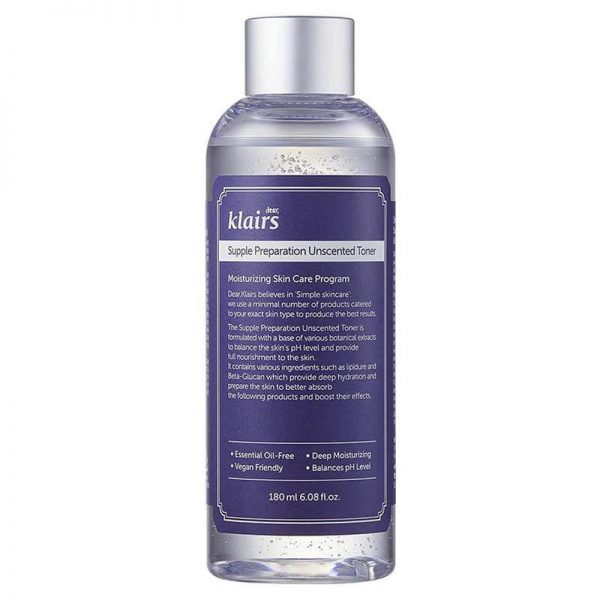 dear,
klairs
Supple Preparation Unscented Toner
Moisturizing Skin Care Program
Dear,Klairs believes in 'Simple skincare':
we use a minimal number of products catered
to your exact skin type to produce the best results.
The Supple Preparation Unscented Toner is
formulated with a base of various botanical extracts
to balance the skin's pH level and provide
full nourishment to the skin.
It contains various ingredients such as lipidure and
Beta-Glucan which provide deep hydration and
prepare the skin to better absorb
the following products and boost their effects.
• Essential Oil-Free • Deep Moisturizing
• Vegan Friendly • Balances pH Level
180 ml 6.08 fl.oz.